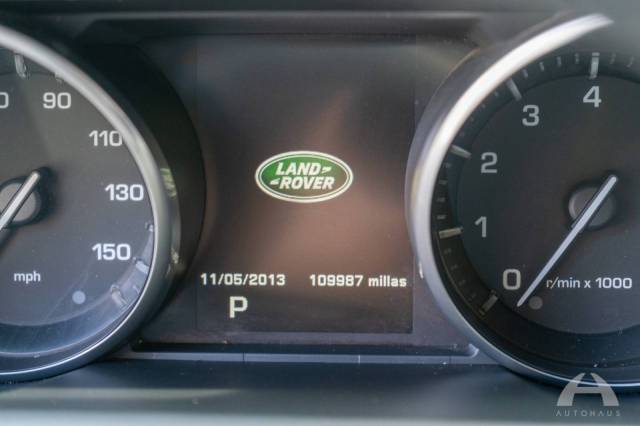 90
110
130
150
mph
LAND
ROVER
11/05/2013 109987 millas
P
0
1
2
3
4
r/min x 1000
AUTOHAUS